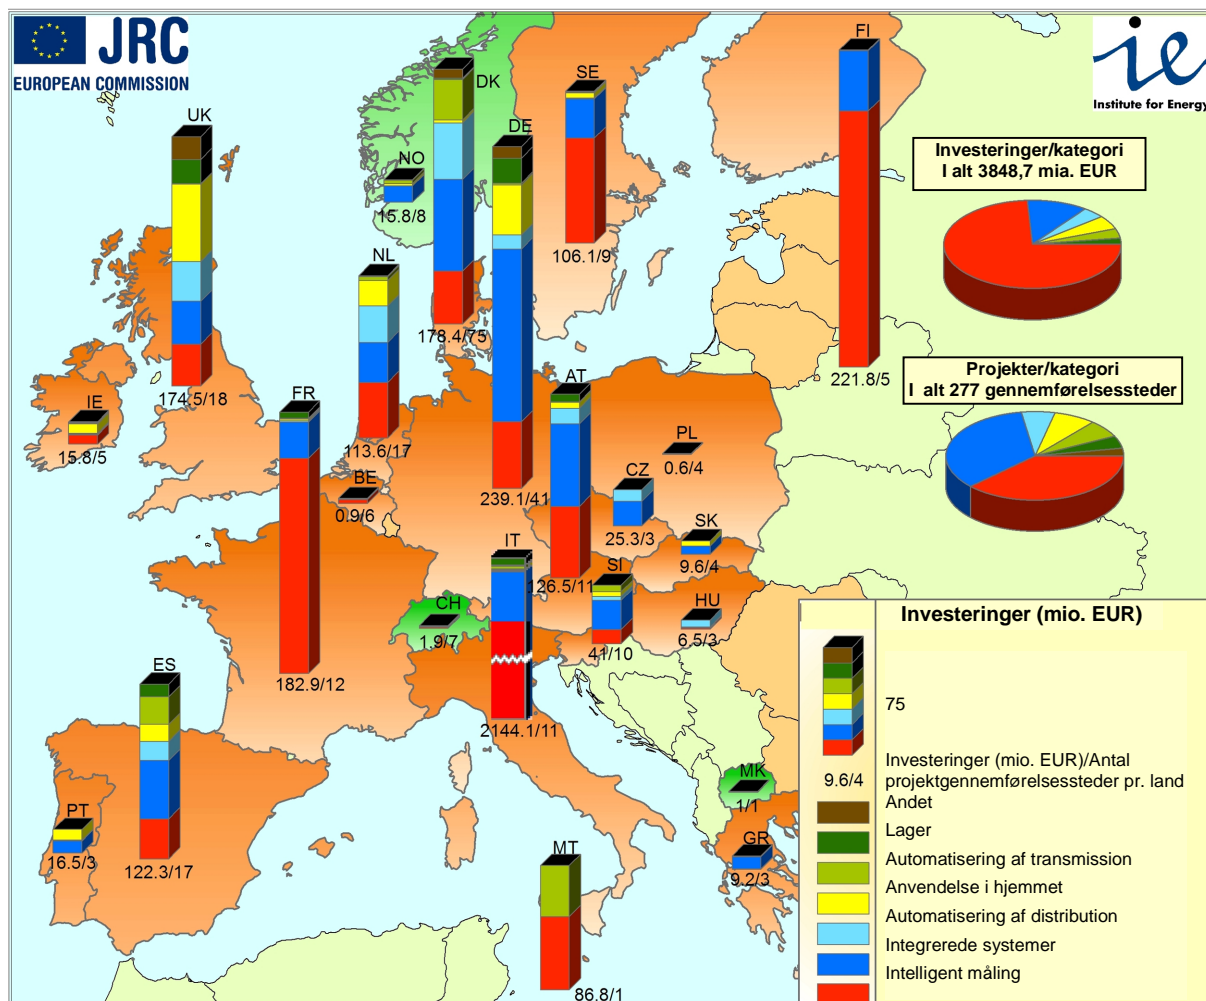 JRC
EUROPEAN COMMISSION
ie
Institute for Energy
FI
DK
SE
UK
DE
NO
15.8/8
Investeringer/kategori
I alt 3848,7 mia. EUR
106.1/9
NL
178.4/75
Projekter/kategori
I alt 277 gennemførelsessteder
221.8/5
174.5/18
AT
FR
IE
15.8/5
113.6/17
PL
0.6/4
BE
0.9/6
239.1/41
CZ
25.3/3
SK
9.6/4
IT
126.5/11
SI
CH
1.9/7
HU
6.5/3
41/10
ES
182.9/12
2144.1/11
MK
1/1
PT
16.5/3
122.3/17
MT
GR
9.2/3
86.8/1
Investeringer (mio. EUR)
75
9.6/4
Investeringer (mio. EUR)/Antal
projektgennemførelsessteder pr. land
Andet
Lager
Automatisering af transmission
Anvendelse i hjemmet
Automatisering af distribution
Integrerede systemer
Intelligent måling